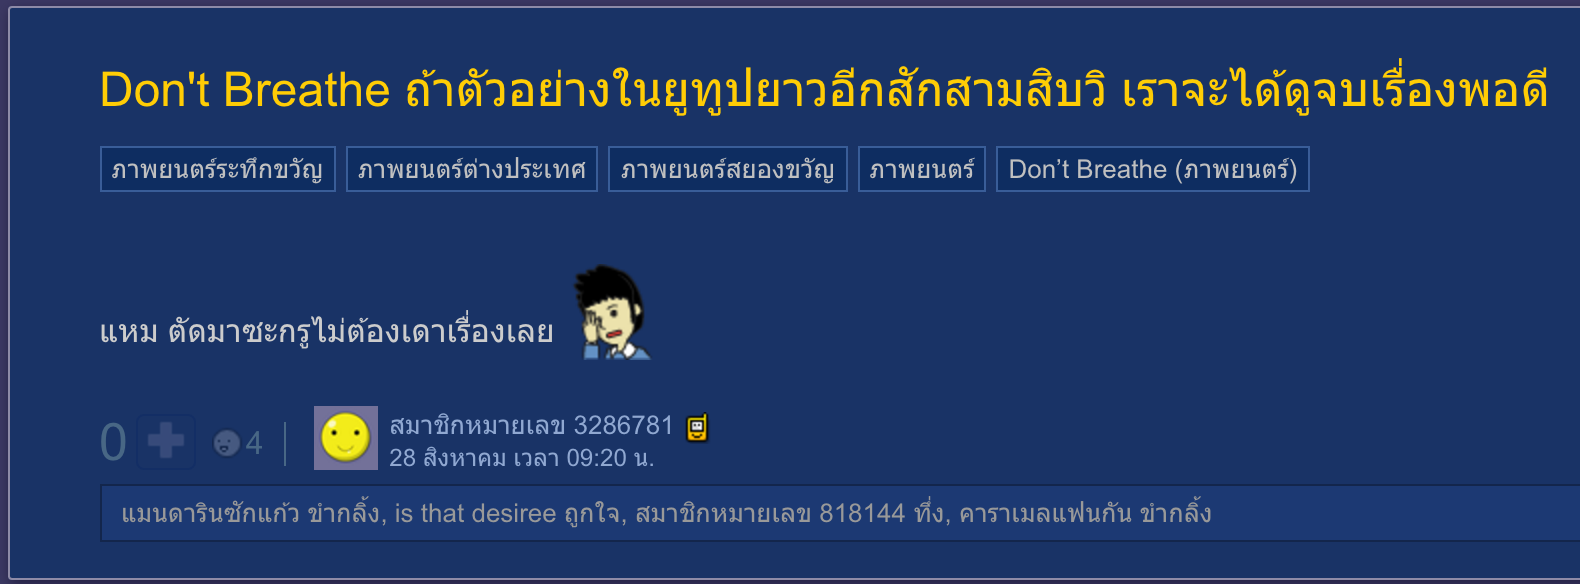 Don't Breathe ถ้าตัวอย่างในยูทูปยาวอีกสักสามสิบวิ เราจะได้ดูจบเรื่องพอดี
ภาพยนตร์ระทึกขวัญ ภาพยนตร์ต่างประเทศ ภาพยนตร์สยองขวัญ ภาพยนตร์ Don’t Breathe (ภาพยนตร์)
แหม ตัดมาซะกรูไม่ต้องเดาเรื่องเลย
0 4 สมาชิกหมายเลข 3286781
28 สิงหาคม เวลา 09:20 น.
แมนดารินซักแก้ว ขำกลิ้ง, is that desiree ถูกใจ, สมาชิกหมายเลข 818144 ทึ่ง, คาราเมลแฟนกัน ขำกลิ้ง